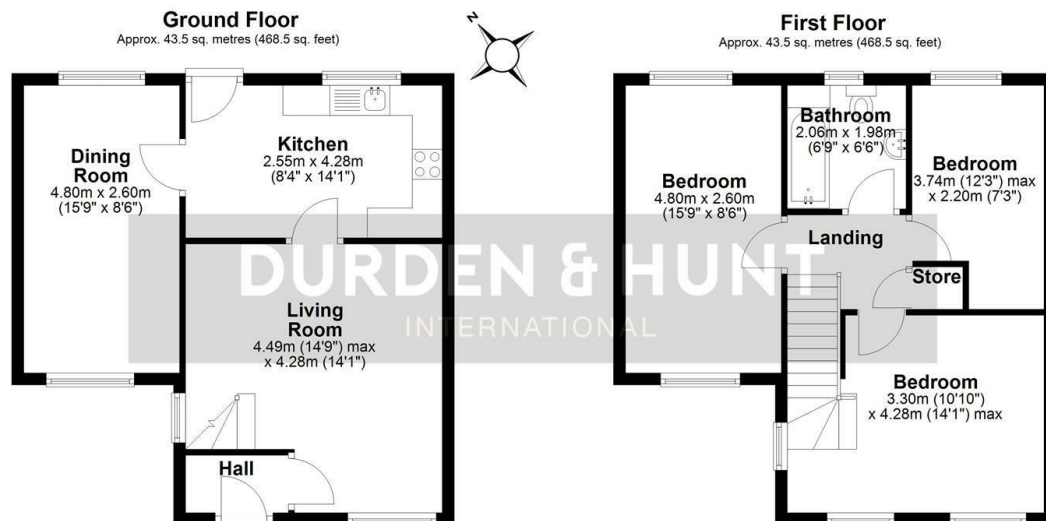 Ground Floor
Approx. 43.5 sq. metres (468.5 sq. feet)
N
Kitchen
2.55m x 4.28m
(8'4" x 14'1")
Dining
Room
4.80m x 2.60m
(15'9" x 8'6")
Living
Room
4.49m (14'9") max
x 4.28m (14'1")
Hall
First Floor
Approx. 43.5 sq. metres (468.5 sq. feet)
Bathroom
2.06m x 1.98m
(6'9" x 6'6")
Bedroom
4.80m x 2.60m
(15'9" x 8'6")
Bedroom
3.74m (12'3") max
x 2.20m (7'3")
Landing
Store
Bedroom
3.30m (10'10")
x 4.28m (14'1") max
DURDEN & HUNT
INTERNATIONAL